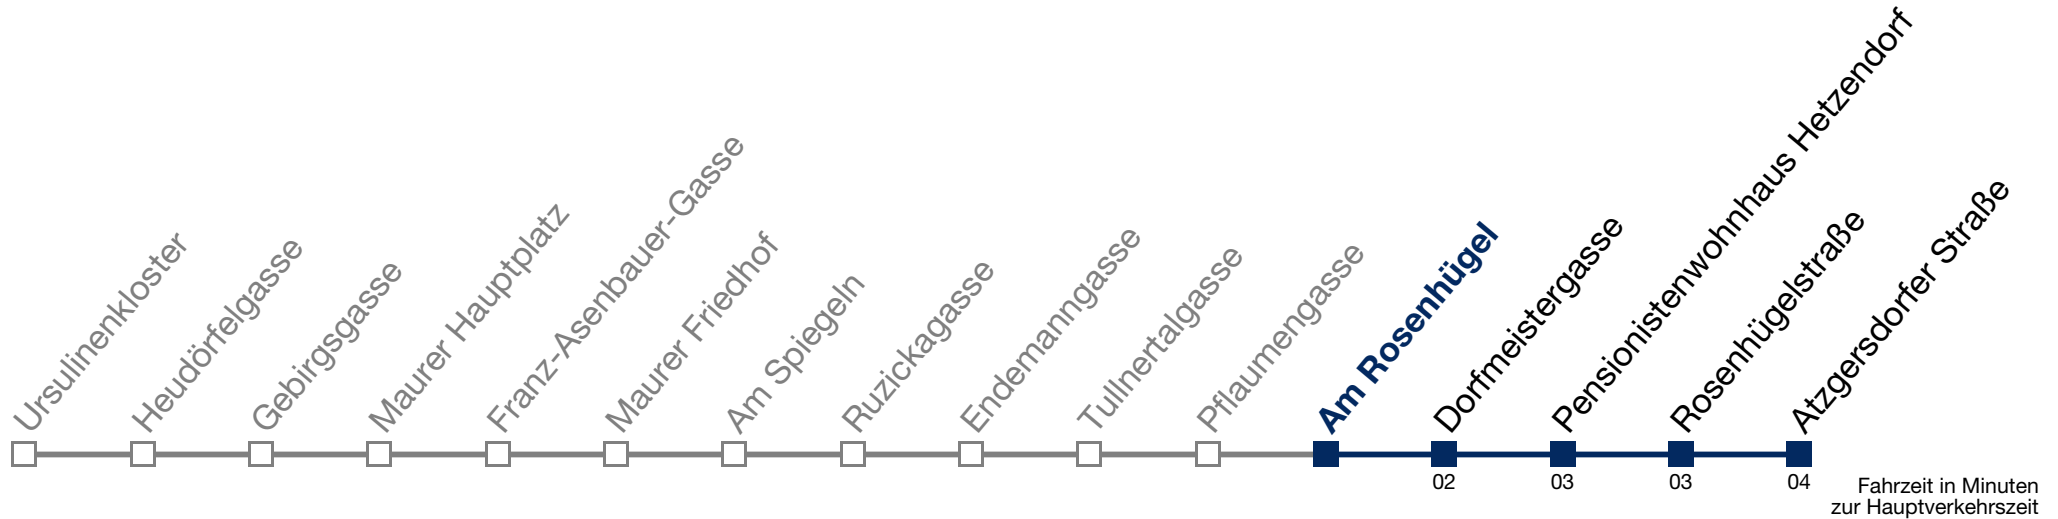 Ursulinenkloster
Heudörfelgasse
Gebirgsgasse
Maurer Hauptplatz
Franz-Asenbauer-Gasse
Maurer Friedhof
Am Spiegeln
Ruzickagasse
Endemanngasse
Tullnertalgasse
Pflaumengasse
Am Rosenhügel
Dorfmeistergasse
Pensionistenwohnhaus Hetzendorf
Rosenhügelstraße
Atzgersdorfer Straße
02
03
03
04
Fahrzeit in Minuten
zur Hauptverkehrszeit